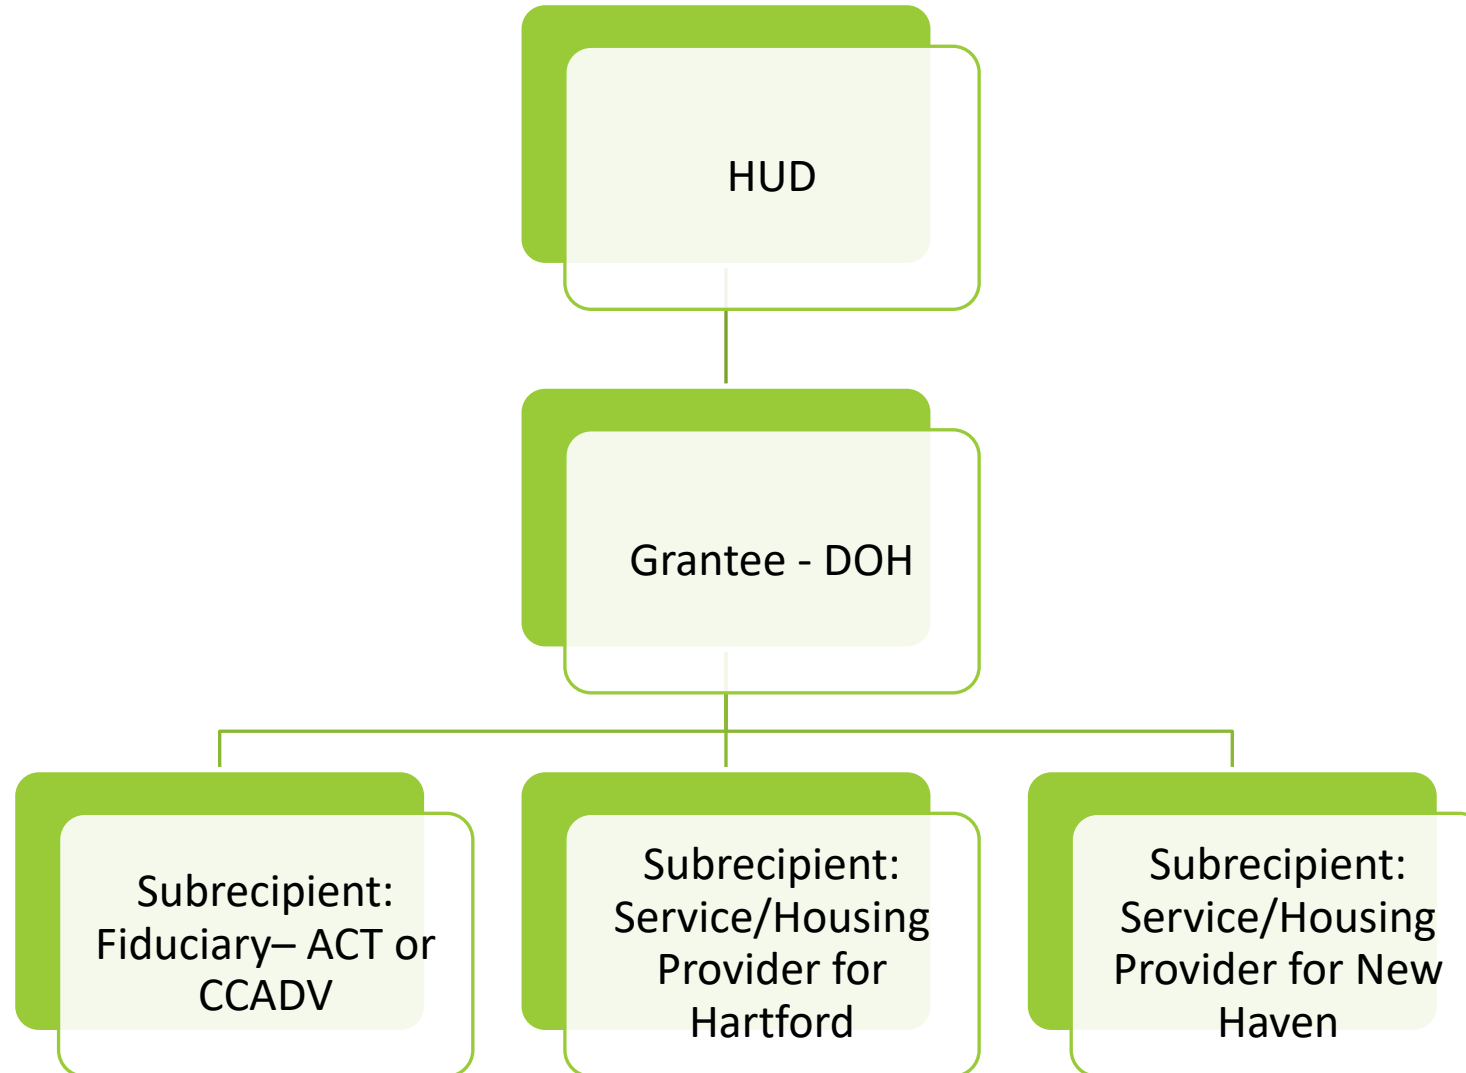 HUD
Grantee - DOH
Subrecipient:
Fiduciary– ACT or
CCADV
Subrecipient:
Service/Housing
Provider for
Hartford
Subrecipient:
Service/Housing
Provider for New
Haven